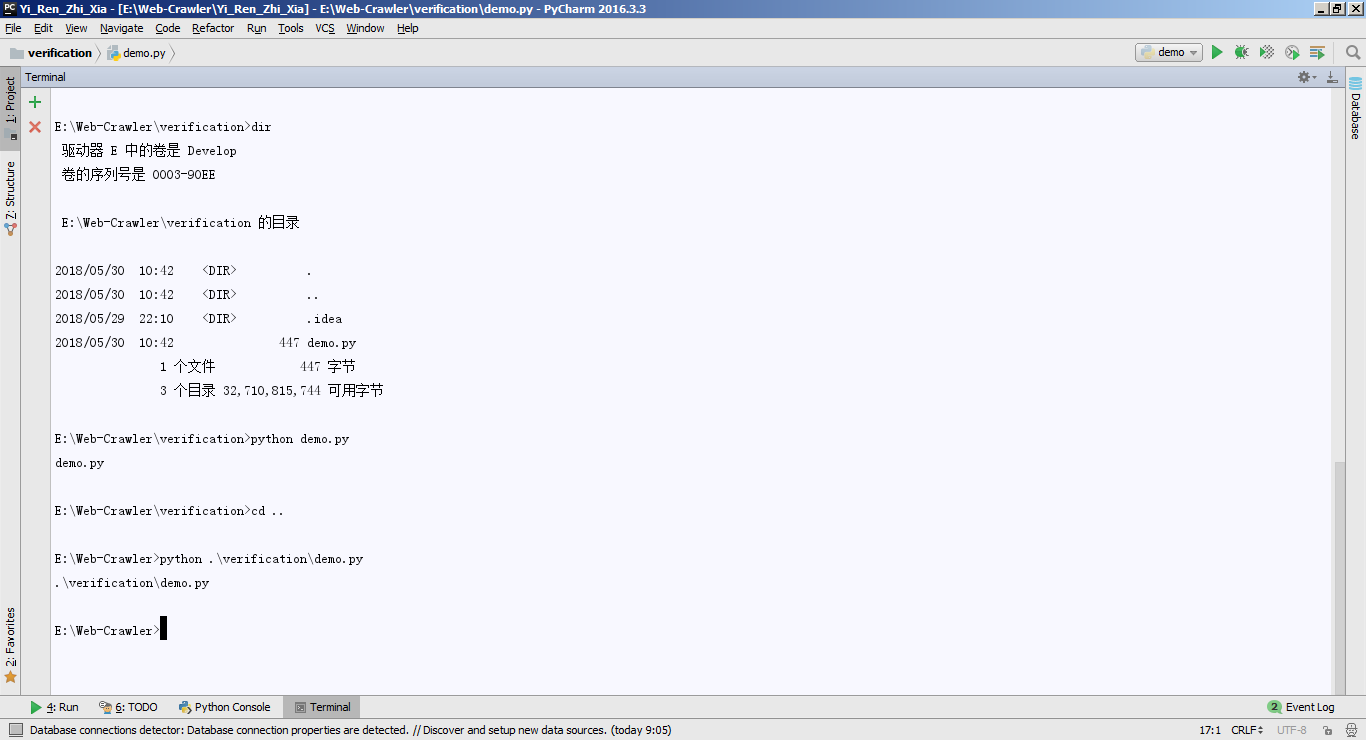 Yi_Ren_Zhi_Xia - [E:\Web-Crawler\Yi_Ren_Zhi_Xia] - E:\Web-Crawler\verification\demo.py - PyCharm 2016.3.3
File Edit View Navigate Code Refactor Run Tools VCS Window Help
verification demo.py demo
Terminal
1: Project
Z: Structure
2: Favorites
Database
E:\Web-Crawler\verification>dir
驱动器 E 中的卷是 Develop
卷的序列号是 0003-90EE
E:\Web-Crawler\verification 的目录
2018/05/30 10:42 <DIR> .
2018/05/30 10:42 <DIR> ..
2018/05/29 22:10 <DIR> .idea
2018/05/30 10:42 447 demo.py
1 个文件 447 字节
3 个目录 32,710,815,744 可用字节
E:\Web-Crawler\verification>python demo.py
demo.py
E:\Web-Crawler\verification>cd ..
E:\Web-Crawler>python .\verification\demo.py
.\verification\demo.py
E:\Web-Crawler>
4: Run 6: TODO Python Console Terminal 2 Event Log
Database connections detector: Database connection properties are detected. // Discover and setup new data sources. (today 9:05) 17:1 CRLF UTF-8